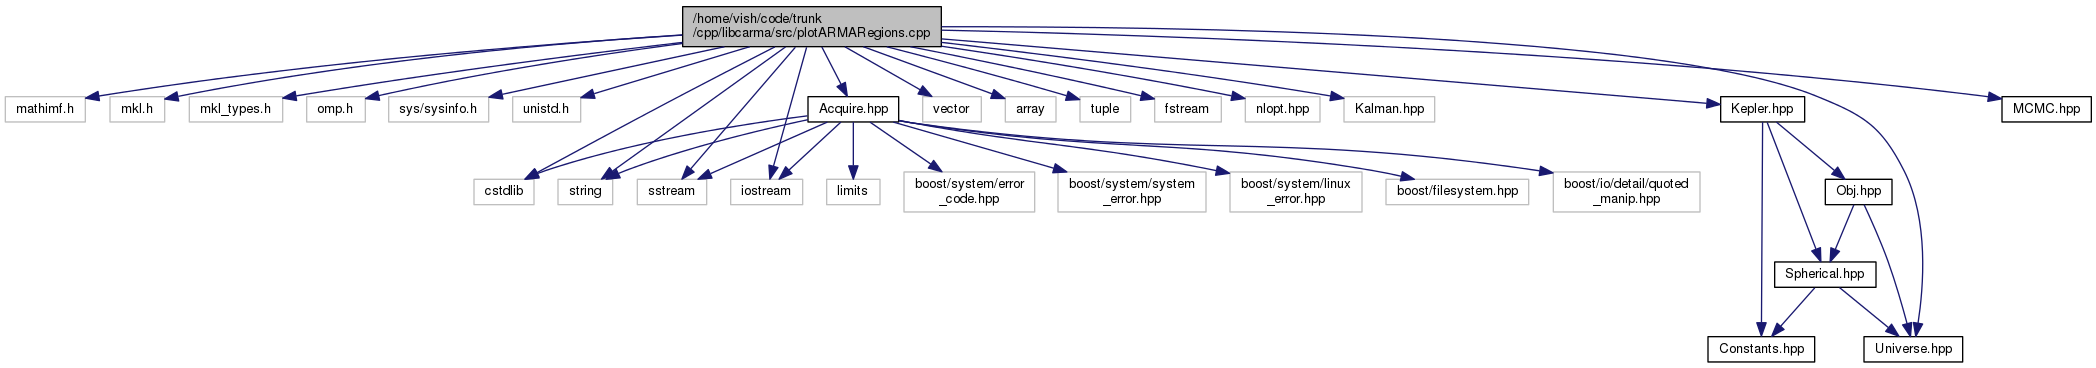 /home/vish/code/trunk
/cpp/libcarma/src/plotARMARegions.cpp
mathimf.h
mkl.h
mkl_types.h
omp.h
sys/sysinfo.h
unistd.h
Acquire.hpp
vector
array
tuple
fstream
nlopt.hpp
Kalman.hpp
Kepler.hpp
MCMC.hpp
cstdlib
string
sstream
iostream
limits
boost/system/error
_code.hpp
boost/system/system
_error.hpp
boost/system/linux
_error.hpp
boost/filesystem.hpp
boost/io/detail/quoted
_manip.hpp
Obj.hpp
Spherical.hpp
Constants.hpp
Universe.hpp